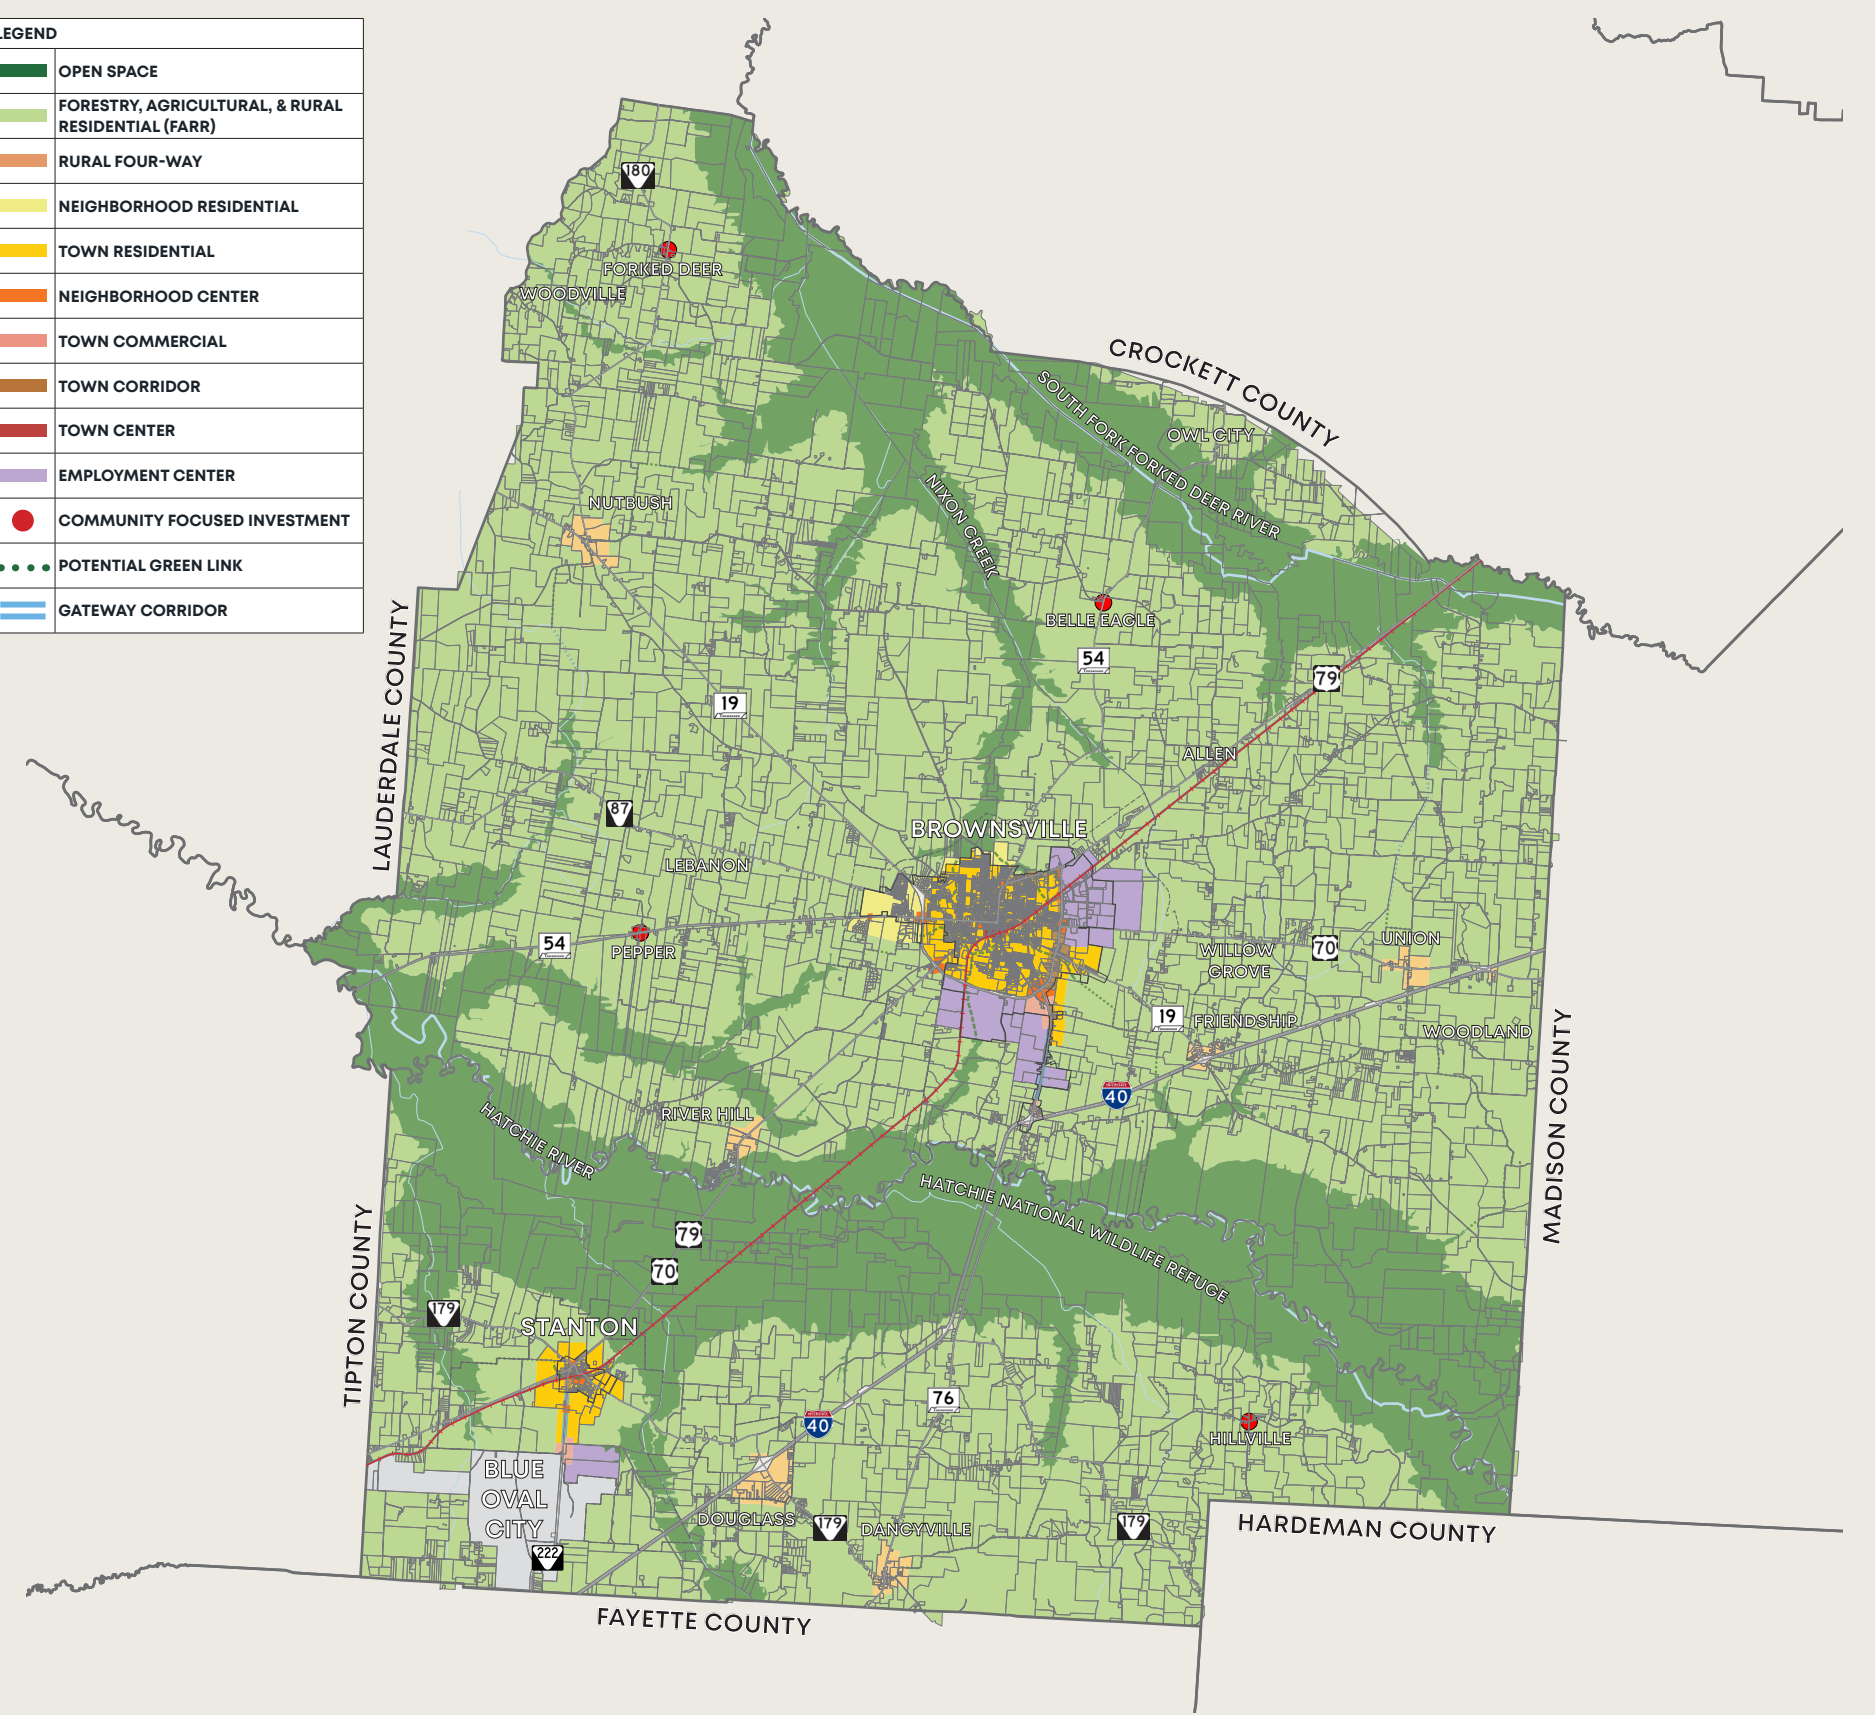 LEGEND
OPEN SPACE
FORESTRY, AGRICULTURAL, & RURAL
RESIDENTIAL (FARR)
RURAL FOUR-WAY
NEIGHBORHOOD RESIDENTIAL
TOWN RESIDENTIAL
NEIGHBORHOOD CENTER
TOWN COMMERCIAL
TOWN CORRIDOR
TOWN CENTER
EMPLOYMENT CENTER
COMMUNITY FOCUSED INVESTMENT
POTENTIAL GREEN LINK
GATEWAY CORRIDOR
180
FORKED DEER
WOODVILLE
CROCKETT COUNTY
SOUTH FORK FORKED DEER RIVER
OWL CITY
NUTBUSH
NIXON CREEK
BELLE EAGLE
54
79
LAUDERDALE COUNTY
19
ALLEN
87
BROWNSVILLE
LEBANON
54
PEPPER
WILLOW
GROVE
70
UNION
19
FRIENDSHIP
WOODLAND
MADISON COUNTY
40
RIVER HILL
HATCHIE RIVER
HATCHIE NATIONAL WILDLIFE REFUGE
79
70
TIPTON COUNTY
179
STANTON
76
40
HILLVILLE
BLUE
OVAL
CITY
DOUGLASS
179
DANCYVILLE
179
HARDEMAN COUNTY
222
FAYETTE COUNTY